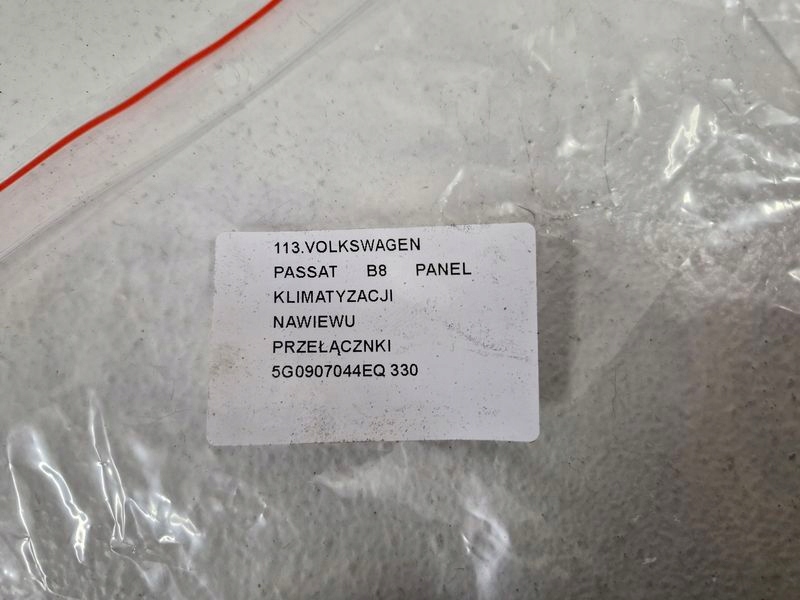 113.VOLKSWAGEN
PASSAT B8 PANEL
KLIMATYZACJI
NAWIEWU
PRZEŁĄCZNKI
5G0907044EQ 330